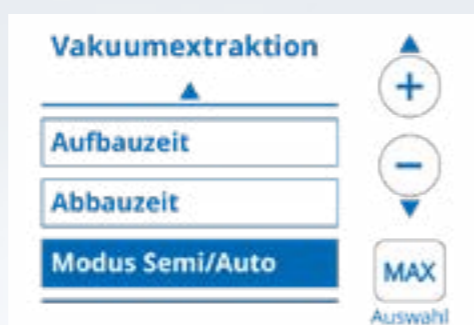 Vakuumextraktion
Aufbauzeit
Abbauzeit
Modus Semi/Auto
+
−
MAX
Auswahl